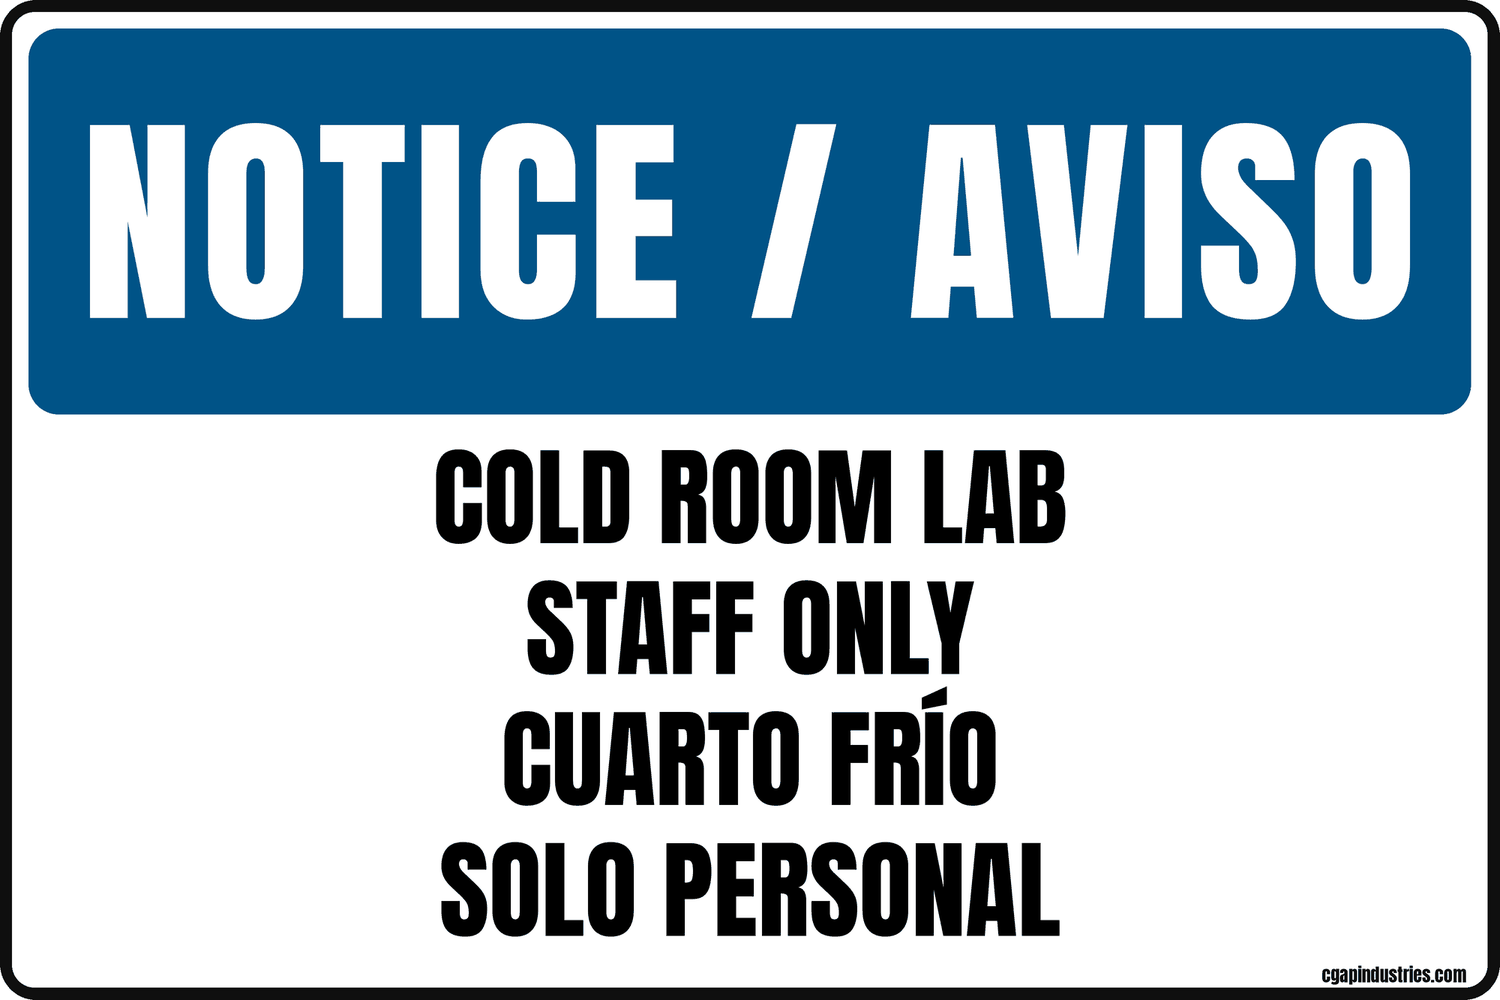 NOTICE / AVISO
COLD ROOM LAB
STAFF ONLY
CUARTO FRÍO
SOLO PERSONAL
cgapindustries.com